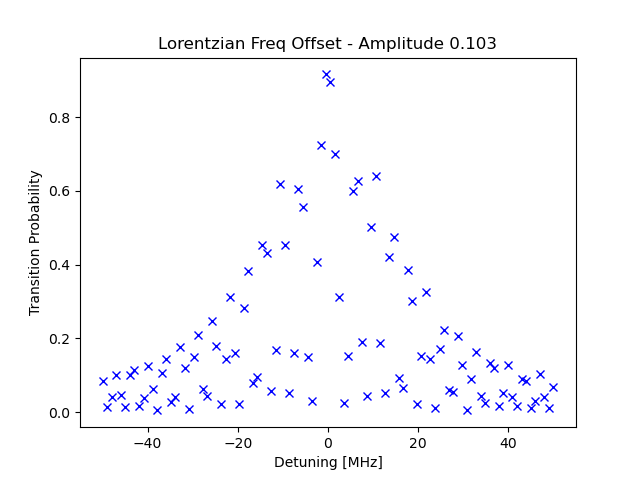 Lorentzian Freq Offset - Amplitude 0.103
Transition Probability
0.8
0.6
0.4
0.2
0.0
−40 −20 0 20 40
Detuning [MHz]